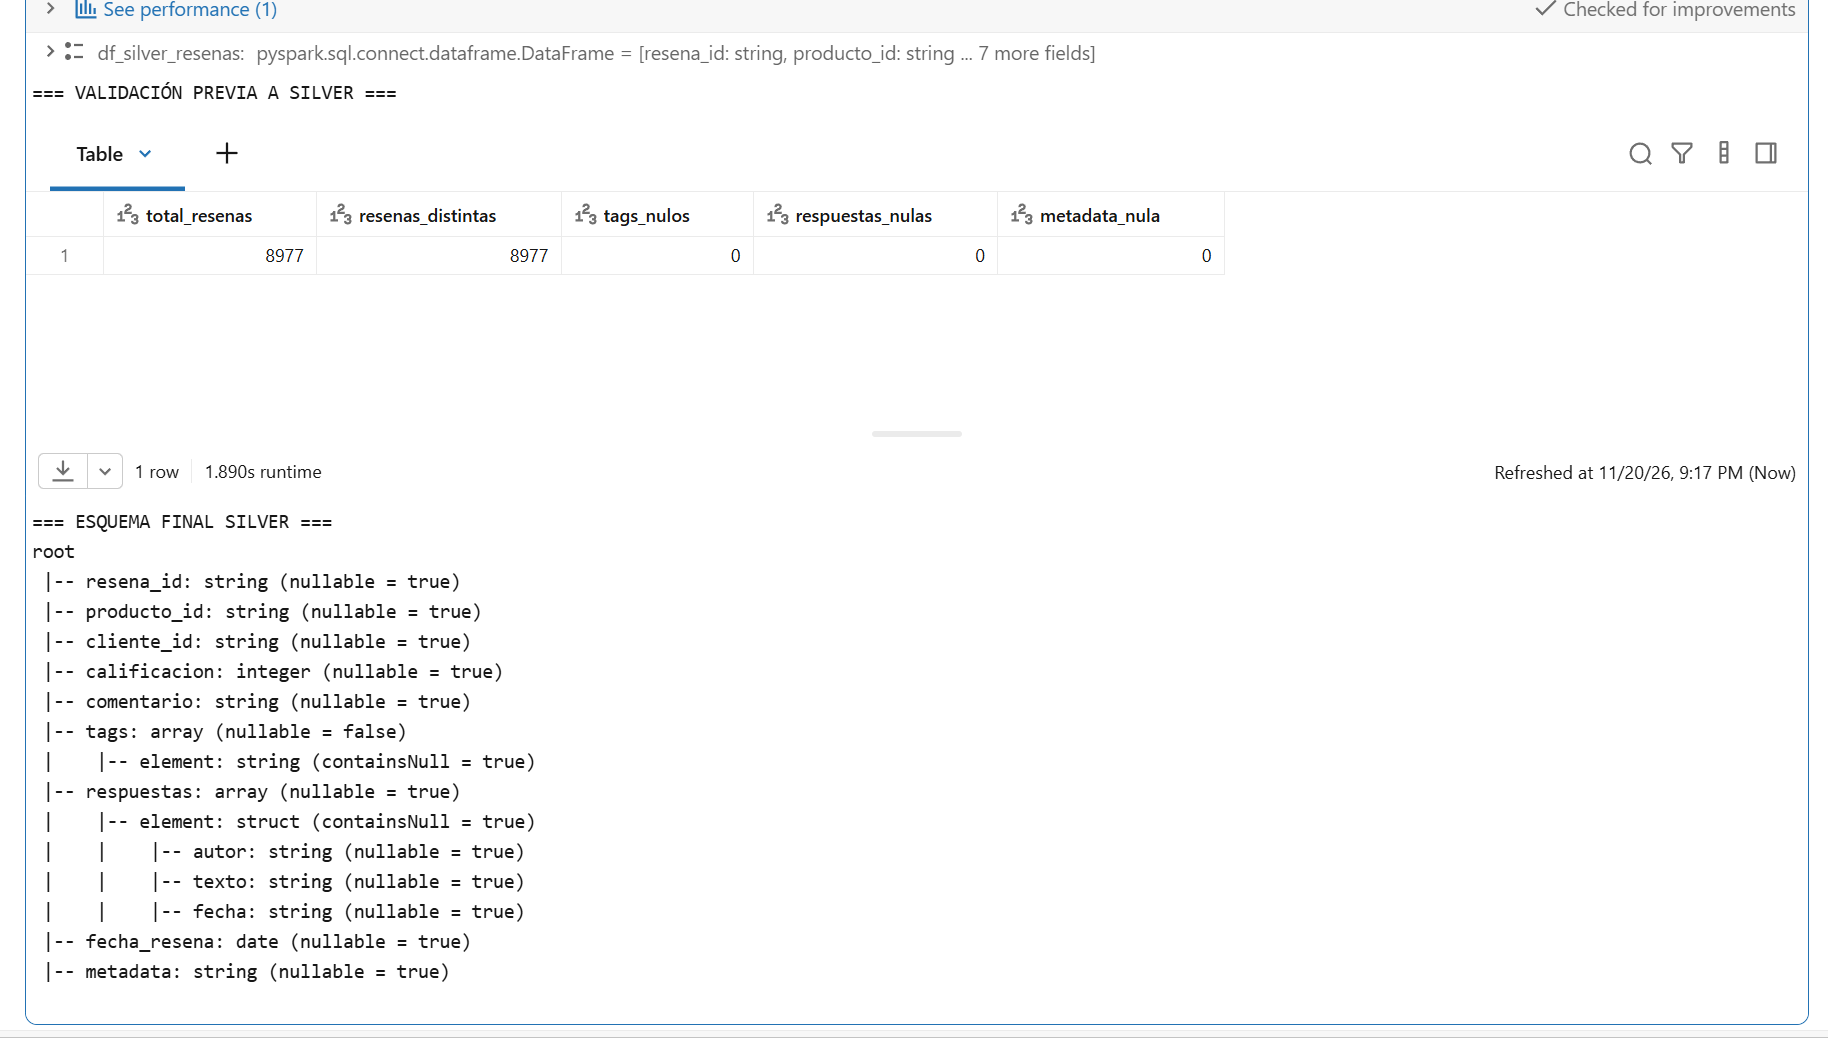 See performance (1)
Checked for improvements
df_silver_resenas: pyspark.sql.connect.dataframe.DataFrame = [resena_id: string, producto_id: string ... 7 more fields]
=== VALIDACIÓN PREVIA A SILVER ===
Table
total_resenas resenas_distintas tags_nulos respuestas_nulas metadata_nula
1 8977 8977 0 0 0
1 row 1.890s runtime
Refreshed at 11/20/26, 9:17 PM (Now)
=== ESQUEMA FINAL SILVER ===
root
 |-- resena_id: string (nullable = true)
 |-- producto_id: string (nullable = true)
 |-- cliente_id: string (nullable = true)
 |-- calificacion: integer (nullable = true)
 |-- comentario: string (nullable = true)
 |-- tags: array (nullable = false)
 |    |-- element: string (containsNull = true)
 |-- respuestas: array (nullable = true)
 |    |-- element: struct (containsNull = true)
 |    |    |-- autor: string (nullable = true)
 |    |    |-- texto: string (nullable = true)
 |    |    |-- fecha: string (nullable = true)
 |-- fecha_resena: date (nullable = true)
 |-- metadata: string (nullable = true)